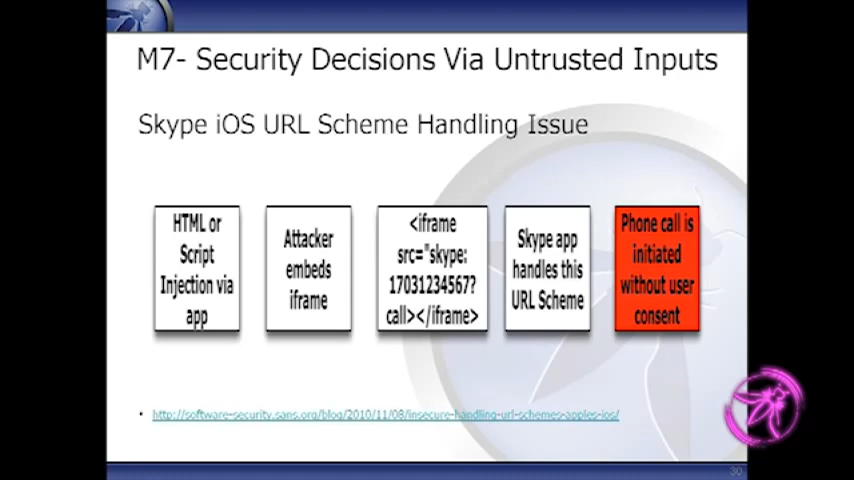 M7- Security Decisions Via Untrusted Inputs
Skype iOS URL Scheme Handling Issue
HTML or
Script
Injection via
app
Attacker
embeds
iframe
<iframe
src="skype:
17031234567?
call></iframe>
Skype app
handles this
URL Scheme
Phone call is
initiated
without user
consent
• http://software-security.sans.org/blog/2010/11/08/insecure-handling-url-schemes-apples-ios/
30